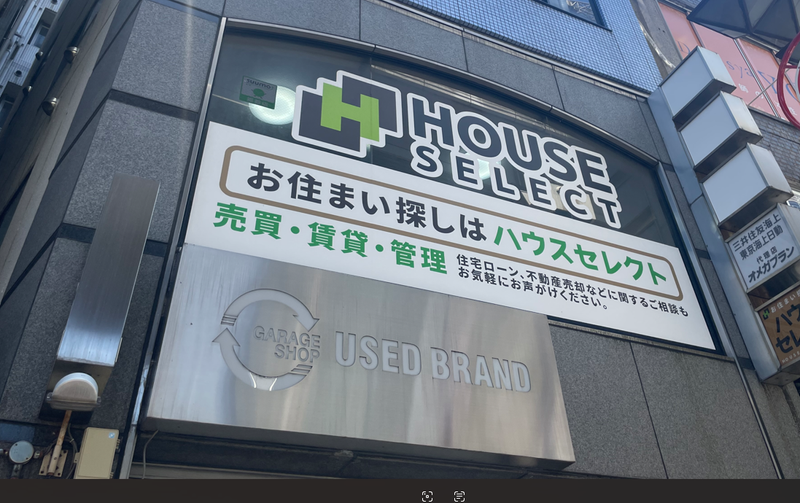 HOUSE
SELECT
お住まい探しは ハウスセレクト
売買・賃貸・管理
住宅ローン、不動産売却などに関するご相談も
お気軽にお声がけください。
GARAGE
SHOP
USED BRAND
三井住友海上
東京海上日動
代理店
オメガプラン